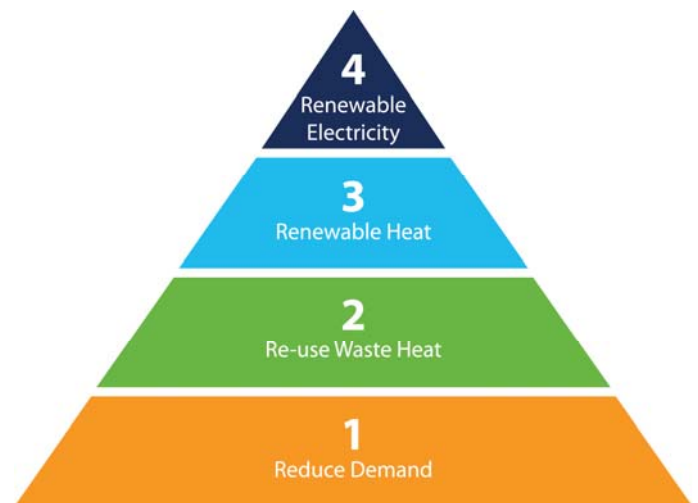 4
Renewable
Electricity
3
Renewable Heat
2
Re-use Waste Heat
1
Reduce Demand